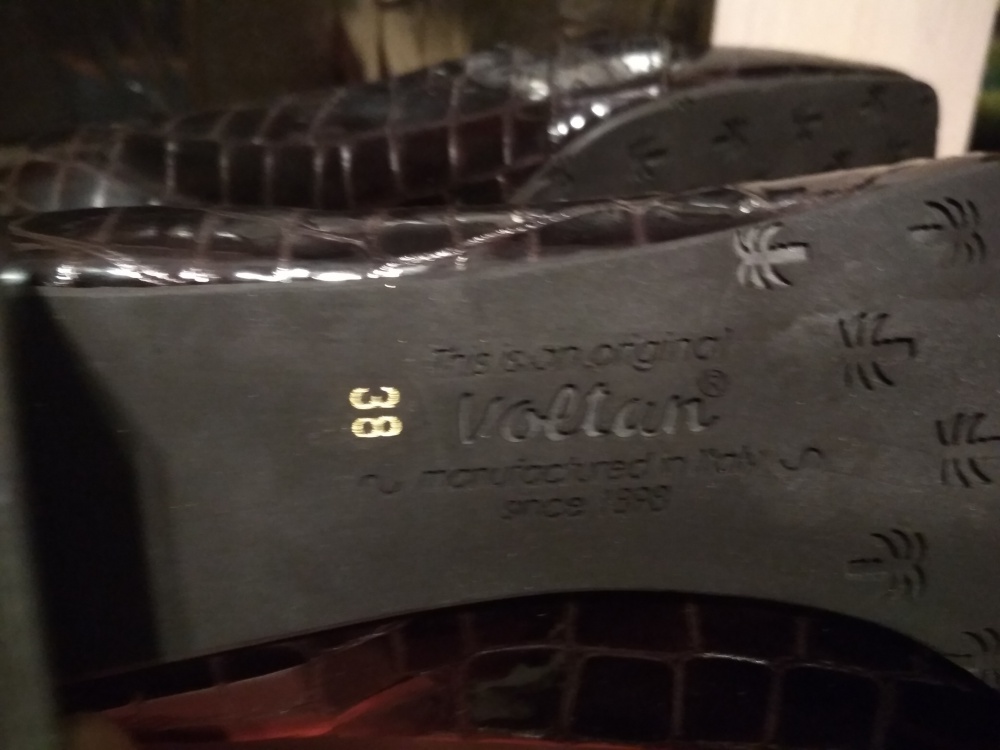 This is an original
Voltan®
manufactured in Italy
since 1898
38